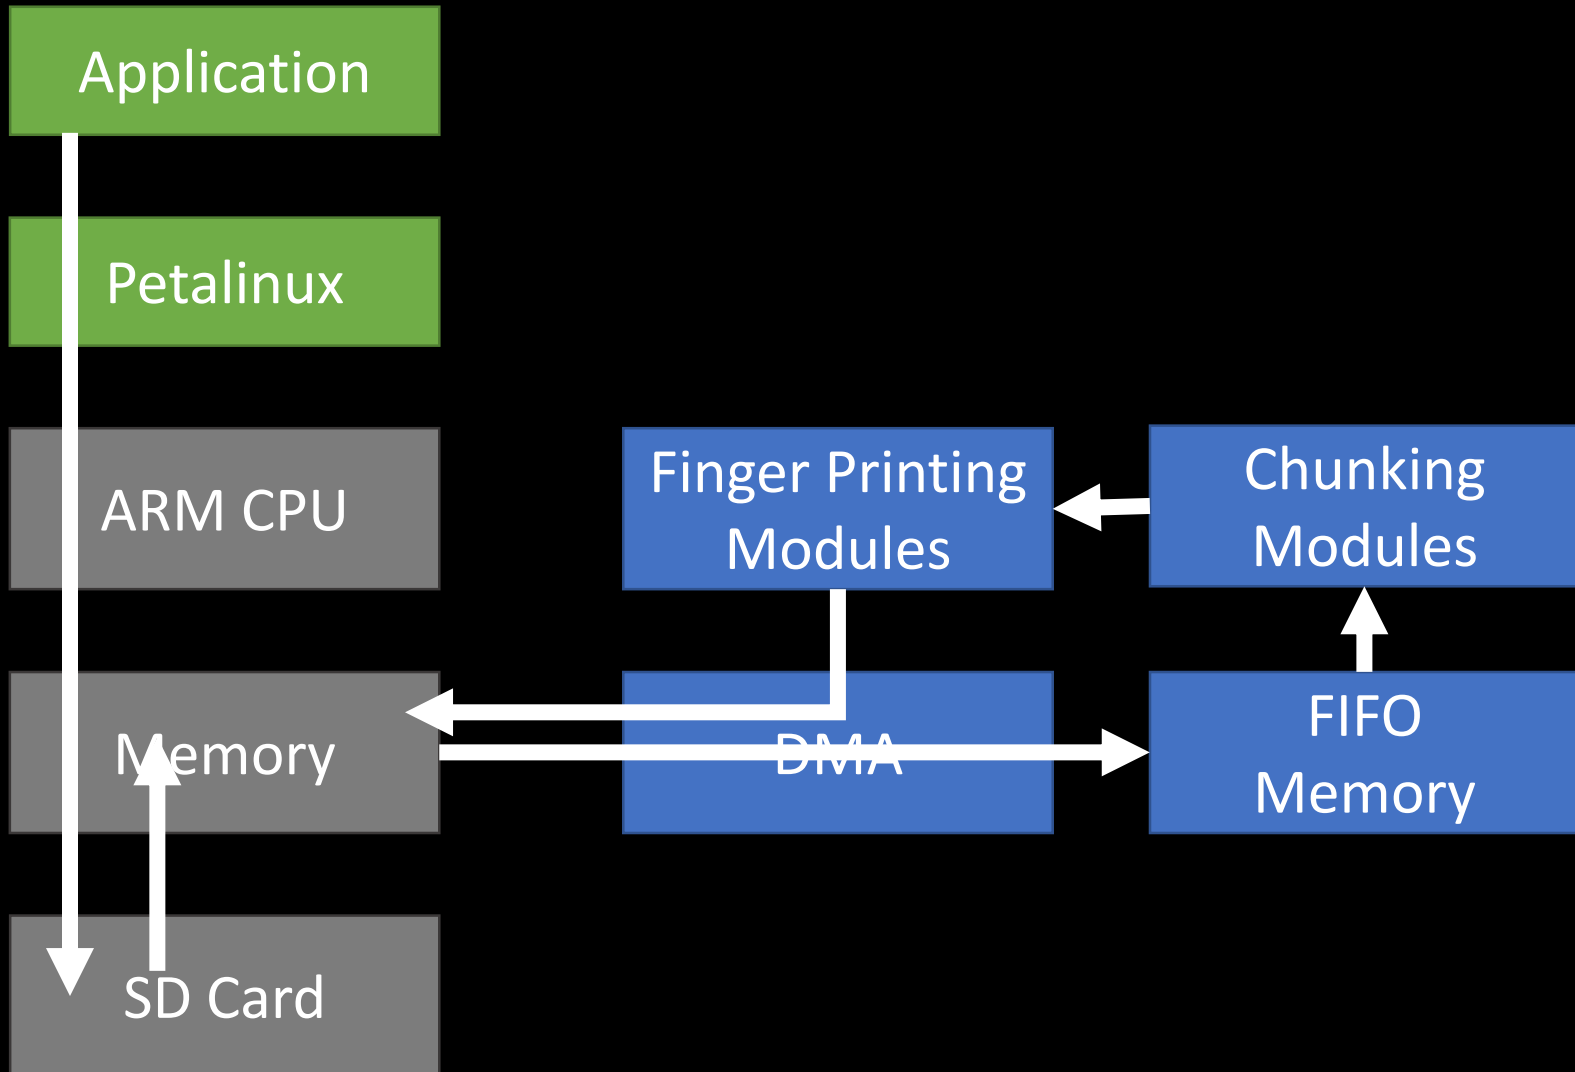 Application
Petalinux
ARM CPU
Finger Printing
Modules
Chunking
Modules
Memory
DMA
FIFO
Memory
SD Card